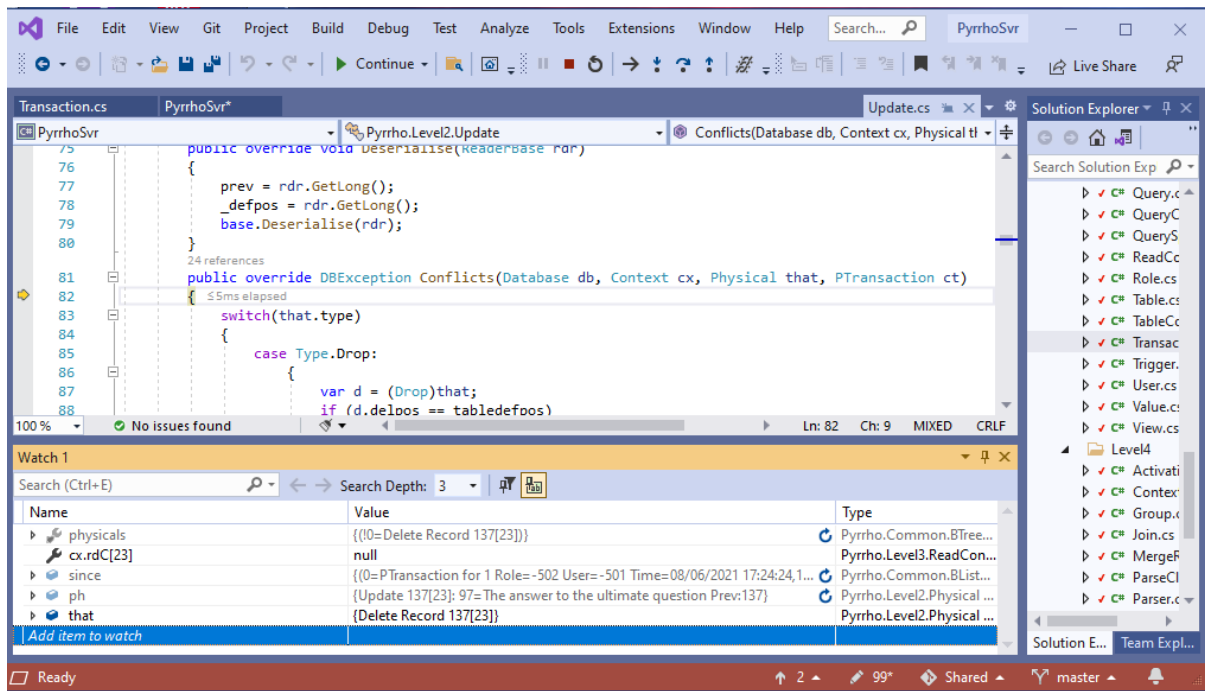 File Edit View Git Project Build Debug Test Analyze Tools Extensions Window Help Search... PyrrhoSvr
Continue Live Share
Transaction.cs PyrrhoSvr* Update.cs
C# PyrrhoSvr Pyrrho.Level2.Update Conflicts(Database db, Context cx, Physical th
75 public override void Deserialise(ReaderBase rdr)
76 {
77 prev = rdr.GetLong();
78 _defpos = rdr.GetLong();
79 base.Deserialise(rdr);
80 }
24 references
81 public override DBException Conflicts(Database db, Context cx, Physical that, PTransaction ct)
82 { ≤5ms elapsed
83 switch(that.type)
84 {
85 case Type.Drop:
86 {
87 var d = (Drop)that;
88 if (d.delpos == tabledefpos)
100 % No issues found Ln: 82 Ch: 9 MIXED CRLF
Watch 1
Search (Ctrl+E) Search Depth: 3
Name Value Type
physicals {(!0=Delete Record 137[23])} Pyrrho.Common.BTree...
cx.rdC[23] null Pyrrho.Level3.ReadCon...
since {(0=PTransaction for 1 Role=-502 User=-501 Time=08/06/2021 17:24:24,1... Pyrrho.Common.BList...
ph {Update 137[23]: 97=The answer to the ultimate question Prev:137} Pyrrho.Level2.Physical ...
that {Delete Record 137[23]} Pyrrho.Level2.Physical ...
Add item to watch
Solution Explorer
Search Solution Exp
C# Query.c
C# QueryC
C# QueryS
C# ReadCo
C# Role.cs
C# Table.cs
C# TableCo
C# Transac
C# Trigger.
C# User.cs
C# Value.cs
C# View.cs
Level4
C# Activati
C# Contex
C# Group.c
C# Join.cs
C# MergeR
C# ParseCl
C# Parser.c
Solution E... Team Expl...
Ready 2 99* Shared master